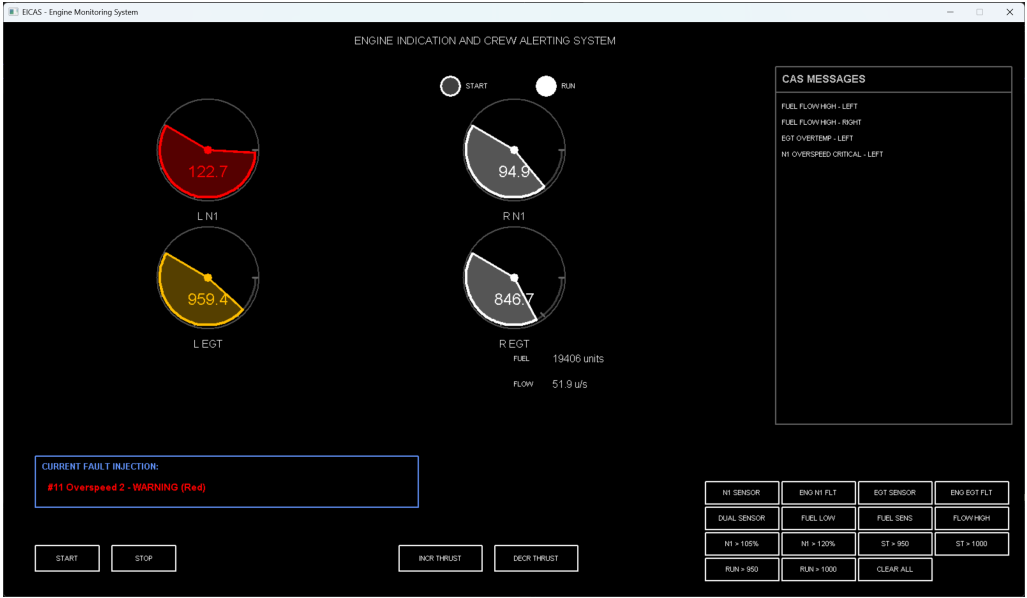 EICAS - Engine Monitoring System
ENGINE INDICATION AND CREW ALERTING SYSTEM
START
RUN
122.7
L N1
94.9
R N1
959.4
L EGT
846.7
R EGT
FUEL 19406 units
FLOW 51.9 u/s
CAS MESSAGES
FUEL FLOW HIGH - LEFT
FUEL FLOW HIGH - RIGHT
EGT OVERTEMP - LEFT
N1 OVERSPEED CRITICAL - LEFT
CURRENT FAULT INJECTION:
#11 Overspeed 2 - WARNING (Red)
START
STOP
INCR THRUST
DECR THRUST
N1 SENSOR
ENG N1 FLT
EGT SENSOR
ENG EGT FLT
DUAL SENSOR
FUEL LOW
FUEL SENS
FLOW HIGH
N1 > 105%
N1 > 120%
ST > 950
ST > 1000
RUN > 950
RUN > 1000
CLEAR ALL